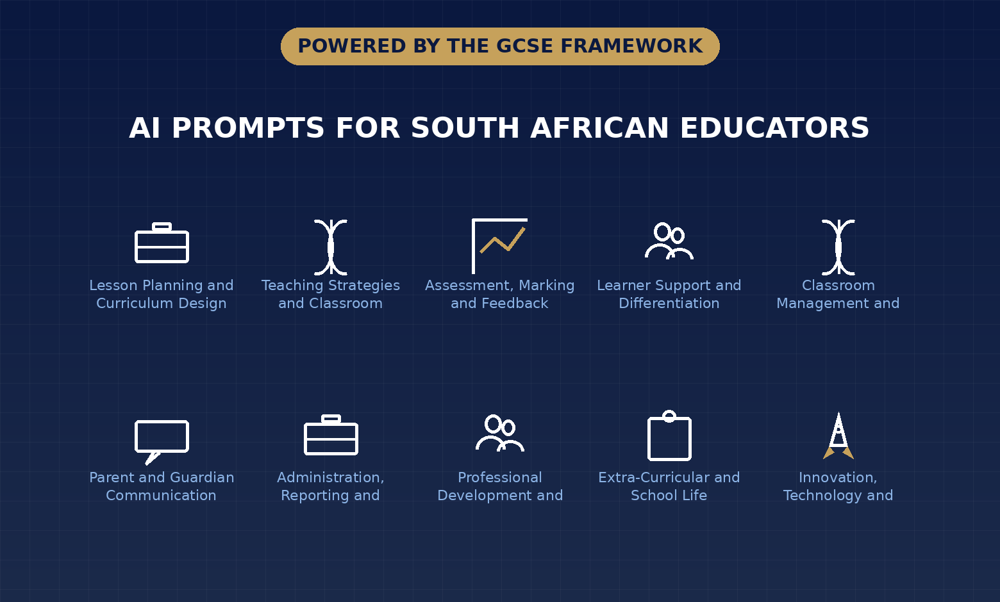 POWERED BY THE GCSE FRAMEWORK
AI PROMPTS FOR SOUTH AFRICAN EDUCATORS
Lesson Planning and
Curriculum Design
Teaching Strategies
and Classroom
Assessment, Marking
and Feedback
Learner Support and
Differentiation
Classroom
Management and
Parent and Guardian
Communication
Administration,
Reporting and
Professional
Development and
Extra-Curricular and
School Life
Innovation,
Technology and